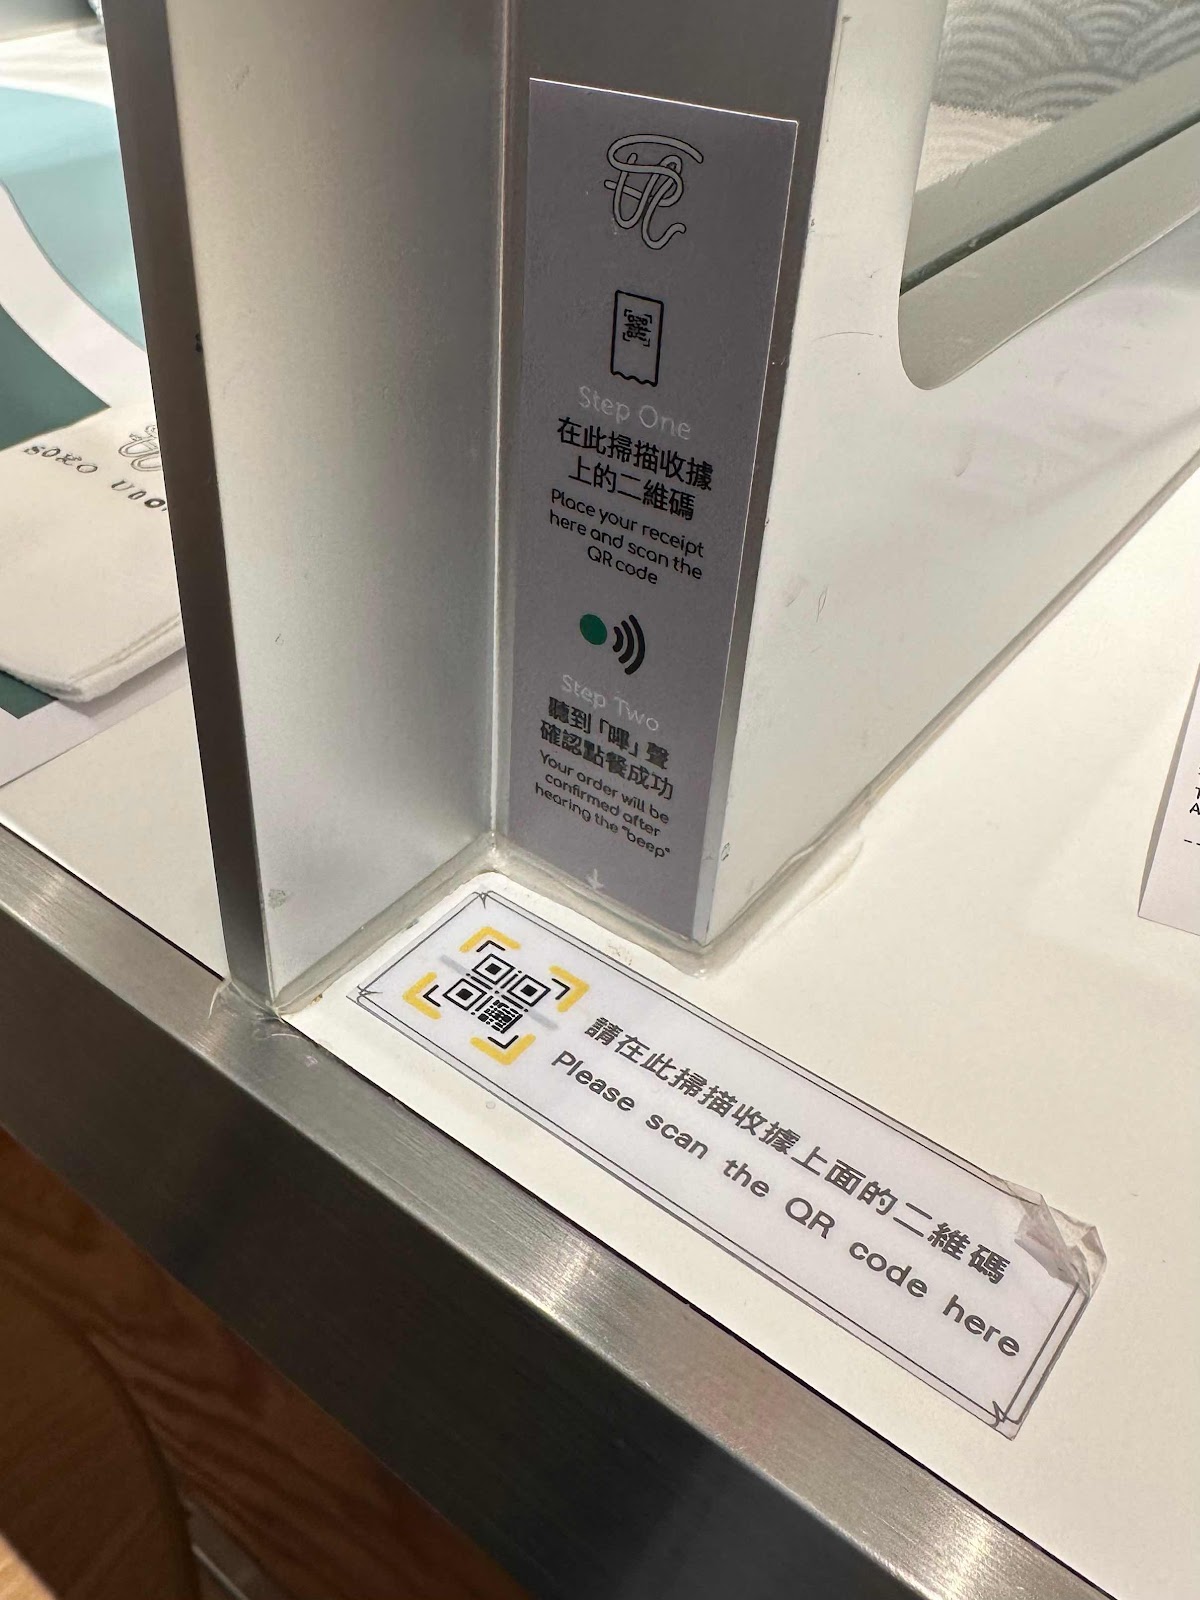 SOXO UDO
Step One
在此掃描收據
上的二維碼
Place your receipt
here and scan the
QR code
Step Two
聽到「嗶」聲
確認點餐成功
Your order will be
confirmed after
hearing the "beep"
請在此掃描收據上面的二維碼
Please scan the QR code here